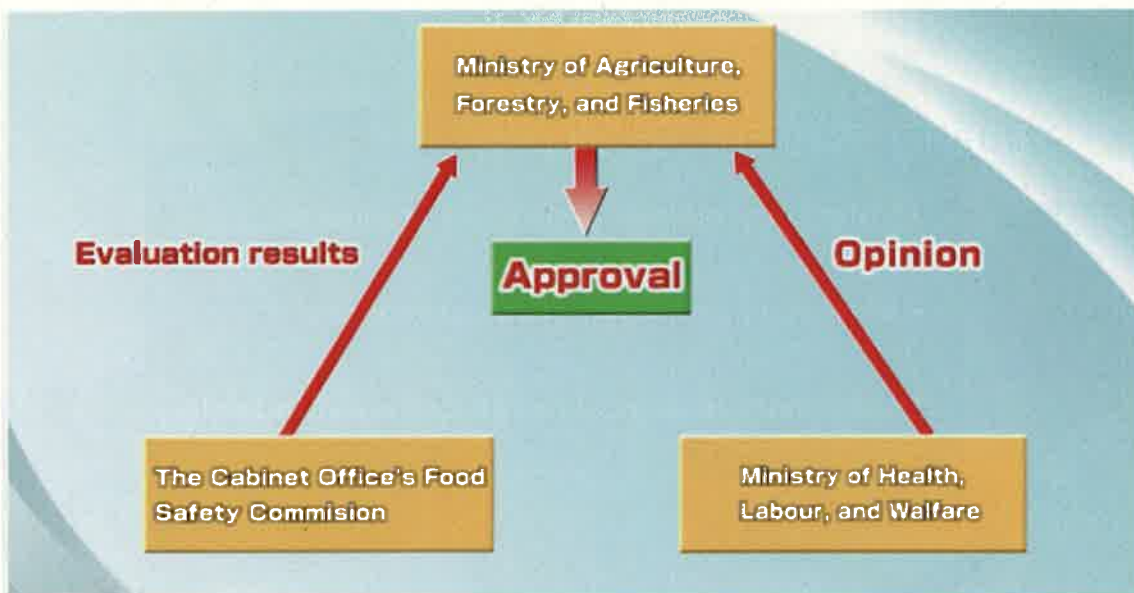 Ministry of Agriculture,
Forestry, and Fisheries
Evaluation results
Approval
Opinion
The Cabinet Office's Food
Safety Commision
Ministry of Health,
Labour, and Walfare